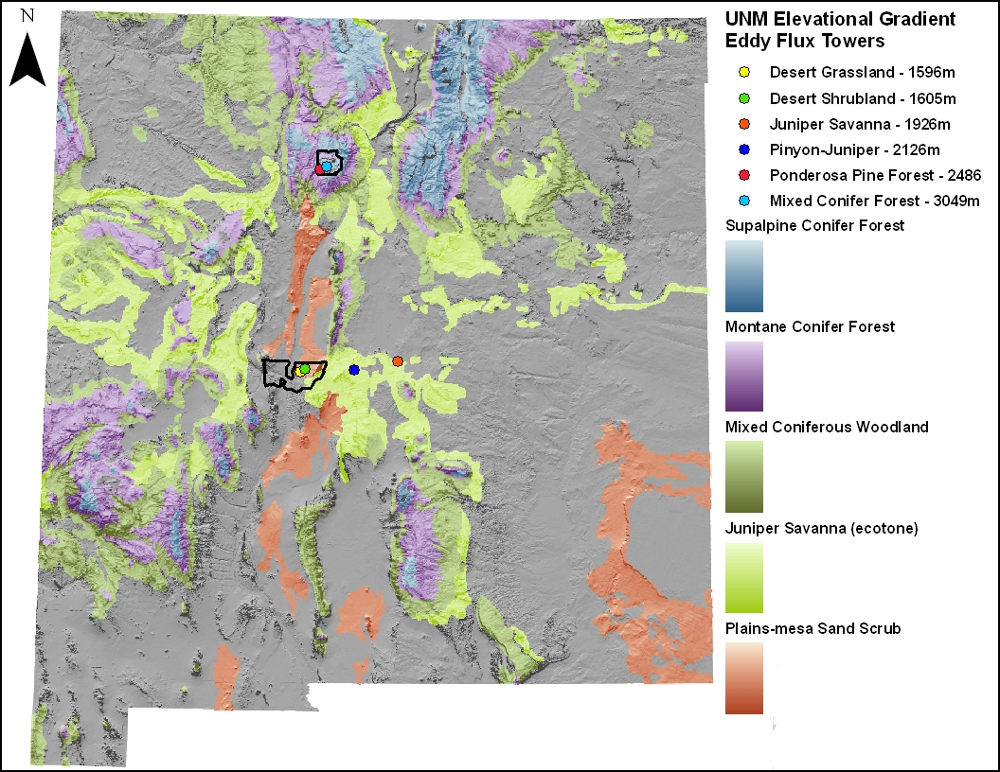 N
UNM Elevational Gradient
Eddy Flux Towers
Desert Grassland - 1596m
Desert Shrubland - 1605m
Juniper Savanna - 1926m
Pinyon-Juniper - 2126m
Ponderosa Pine Forest - 2486
Mixed Conifer Forest - 3049m
Supalpine Conifer Forest
Montane Conifer Forest
Mixed Coniferous Woodland
Juniper Savanna (ecotone)
Plains-mesa Sand Scrub